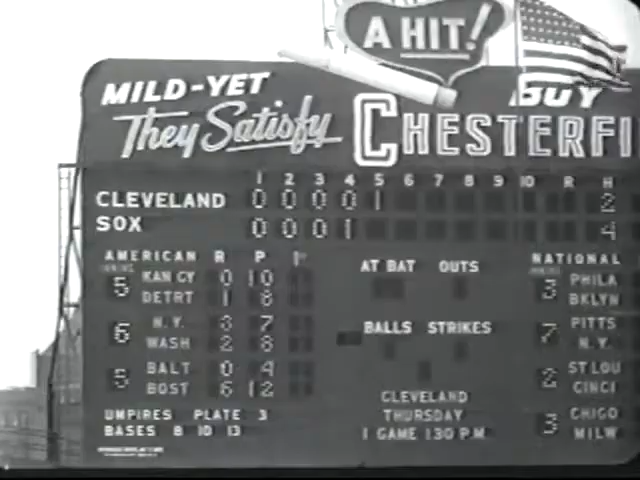 A HIT!
MILD-YET
They Satisfy
BUY
CHESTERFI
1 2 3 4 5 6 7 8 9 10 R H
CLEVELAND 0 0 0 0 1 2
SOX 0 0 0 1 4
AMERICAN R P
5 KAN CY 0 10
DETRT 1 8
6 N.Y. 3 7
WASH 2 8
5 BALT 0 4
BOST 6 12
UMPIRES PLATE 3
BASES 8 10 13
AT BAT OUTS
BALLS STRIKES
CLEVELAND
THURSDAY
1 GAME 1:30 P.M.
NATIONAL
3 PHILA
BKLYN
7 PITTS
N.Y.
2 ST LOU
CINCI
3 CHICO
MILW